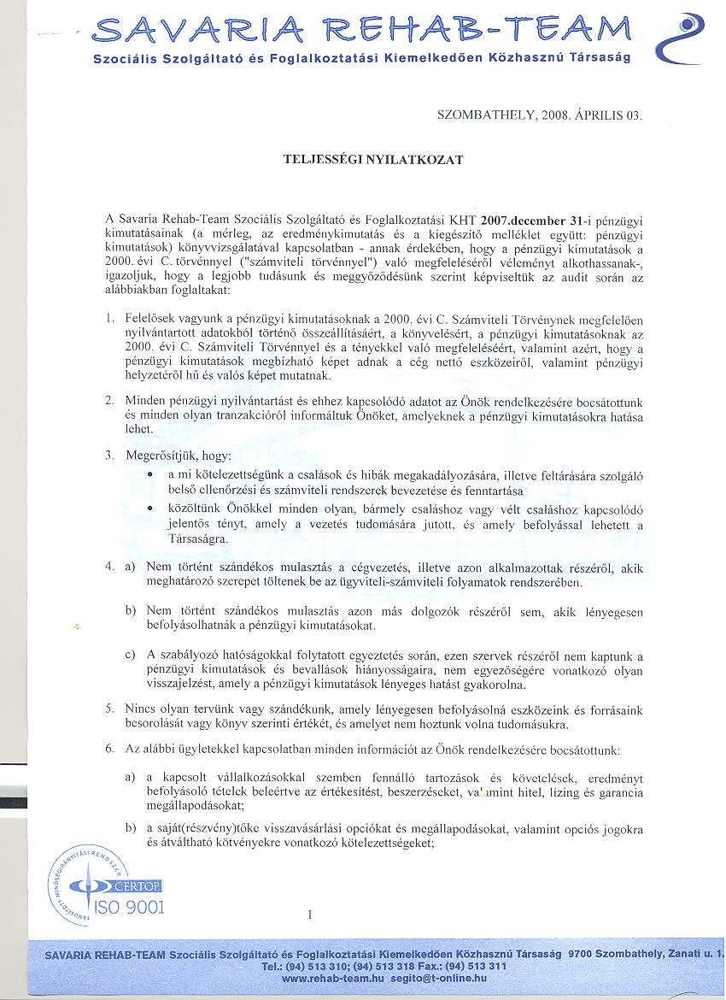 SAVARIA REHAB-TEAM
Szociális Szolgáltató és Foglalkoztatási Kiemelkedően Közhasznú Társaság
SZOMBATHELY, 2008. ÁPRILIS 03.
TELJESSÉGI NYILATKOZAT
A Savaria Rehab-Team Szociális Szolgáltató és Foglalkoztatási KHT 2007.december 31-i pénzügyi
kimutatásainak (a mérleg, az eredménykimutatás és a kiegészítő melléklet együtt: pénzügyi
kimutatások) könyvvizsgálatával kapcsolatban - annak érdekében, hogy a pénzügyi kimutatások a
2000. évi C. törvénnyel ("számviteli törvénnyel") való megfeleléséről véleményt alkothassanak-,
igazoljuk, hogy a legjobb tudásunk és meggyőződésünk szerint képviseltük az audit során az
alábbiakban foglaltakat:
1. Felelősek vagyunk a pénzügyi kimutatásoknak a 2000. évi C. Számviteli Törvénynek megfelelően
nyilvántartott adatokból történő összeállításáért, a könyvelésért, a pénzügyi kimutatásoknak az
2000. évi C. Számviteli Törvénnyel és a tényekkel való megfeleléséért, valamint azért, hogy a
pénzügyi kimutatások megbízható képet adnak a cég nettó eszközeiről, valamint pénzügyi
helyzetéről hű és valós képet mutatnak.
2. Minden pénzügyi nyilvántartást és ehhez kapcsolódó adatot az Önök rendelkezésére bocsátottunk
és minden olyan tranzakcióról informáltuk Önöket, amelyeknek a pénzügyi kimutatásokra hatása
lehet.
3. Megerősítjük, hogy:
• a mi kötelezettségünk a csalások és hibák megakadályozására, illetve feltárására szolgáló
belső ellenőrzési és számviteli rendszerek bevezetése és fenntartása
• közöltünk Önökkel minden olyan, bármely csaláshoz vagy vélt csaláshoz kapcsolódó
jelentős tényt, amely a vezetés tudomására jutott, és amely befolyással lehetett a
Társaságra.
4. a) Nem történt szándékos mulasztás a cégvezetés, illetve azon alkalmazottak részéről, akik
meghatározó szerepet töltenek be az ügyviteli-számviteli folyamatok rendszerében.
b) Nem történt szándékos mulasztás azon más dolgozók részéről sem, akik lényegesen
befolyásolhatnák a pénzügyi kimutatásokat.
c) A szabályozó hatóságokkal folytatott egyeztetés során, ezen szervek részéről nem kaptunk a
pénzügyi kimutatások és bevallások hiányosságaira, nem egyezőségére vonatkozó olyan
visszajelzést, amely a pénzügyi kimutatások lényeges hatást gyakorolna.
5. Nincs olyan tervünk vagy szándékunk, amely lényegesen befolyásolná eszközeink és forrásaink
besorolását vagy könyv szerinti értékét, és amelyet nem hoztunk volna tudomásukra.
6. Az alábbi ügyletekkel kapcsolatban minden információt az Önök rendelkezésére bocsátottunk:
a) a kapcsolt vállalkozásokkal szemben fennálló tartozások és követelések, eredményt
befolyásoló tételek beleértve az értékesítést, beszerzéseket, valamint hitel, lízing és garancia
megállapodásokat;
b) a saját(részvény)tőke visszavásárlási opciókat és megállapodásokat, valamint opciós jogokra
és átváltható kötvényekre vonatkozó kötelezettségeket;
TANÚSÍTOTT MINŐSÉGIRÁNYÍTÁSI RENDSZER
CERTOP
ISO 9001
1
SAVARIA REHAB-TEAM Szociális Szolgáltató és Foglalkoztatási Kiemelkedően Közhasznú Társaság 9700 Szombathely, Zanati u. 1.
Tel.: (94) 513 310; (94) 513 318 Fax.: (94) 513 311
www.rehab-team.hu segito@t-online.hu